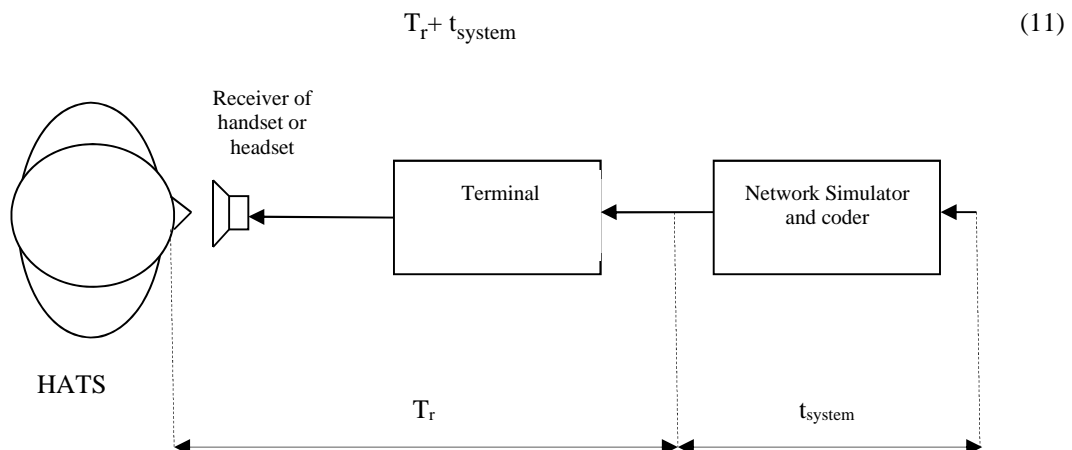 T_r+ t_system (11)
Receiver of
handset or
headset
Terminal
Network Simulator
and coder
HATS
T_r
t_system